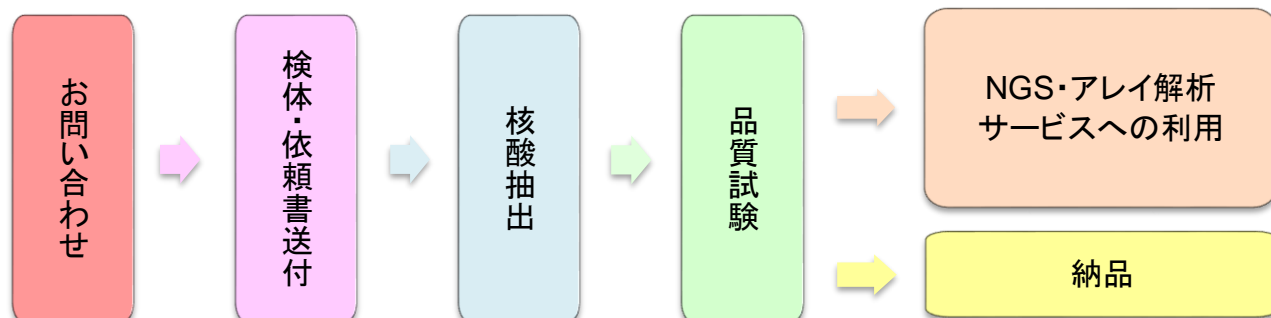 お問い合わせ
検体・依頼書送付
核酸抽出
品質試験
NGS・アレイ解析
サービスへの利用
納品